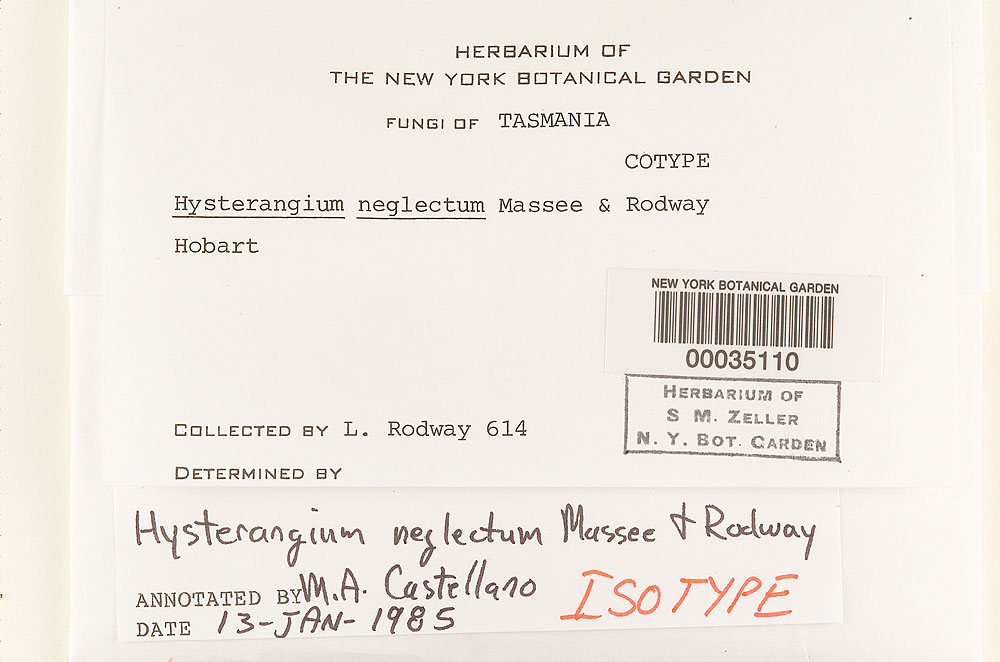 HERBARIUM OF
THE NEW YORK BOTANICAL GARDEN
FUNGI OF TASMANIA
COTYPE
Hysterangium neglectum Massee & Rodway
Hobart
NEW YORK BOTANICAL GARDEN
00035110
HERBARIUM OF
S M. ZELLER
N. Y. BOT. GARDEN
COLLECTED BY L. Rodway 614
DETERMINED BY
Hysterangium neglectum Massee & Rodway
ANNOTATED BY M.A. Castellano
ISOTYPE
DATE 13-JAN-1985